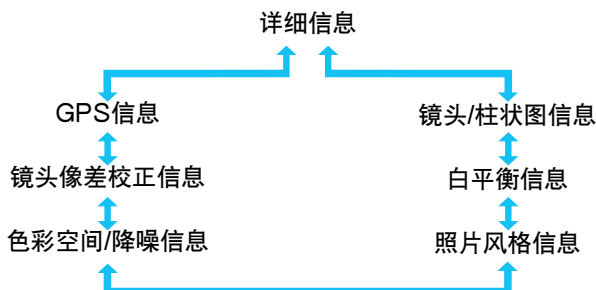 详细信息
GPS信息
镜头/柱状图信息
镜头像差校正信息
白平衡信息
色彩空间/降噪信息
照片风格信息